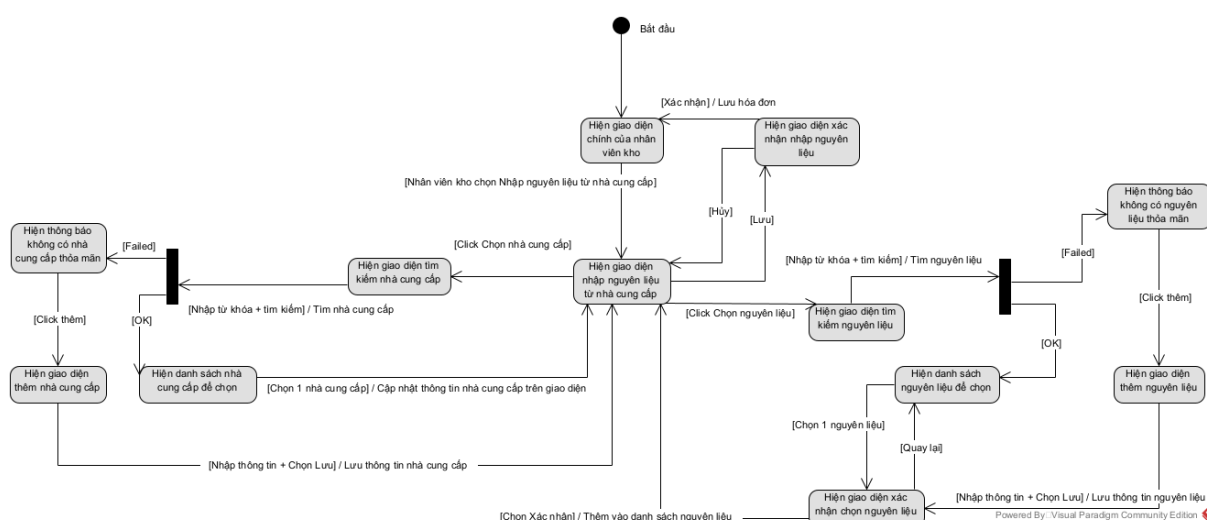 Bắt đầu
[Xác nhận] / Lưu hóa đơn
Hiện giao diện
chính của nhân
viên kho
Hiện giao diện xác
nhận nhập nguyên
liệu
[Nhân viên kho chọn Nhập nguyên liệu từ nhà cung cấp]
[Hủy]
[Lưu]
Hiện thông báo
không có nguyên
liệu thỏa mãn
Hiện thông báo
không có nhà
cung cấp thỏa mãn
[Failed]
[Click Chọn nhà cung cấp]
Hiện giao diện tìm
kiếm nhà cung cấp
Hiện giao diện
nhập nguyên liệu
từ nhà cung cấp
[Nhập từ khóa + tìm kiếm] / Tìm nguyên liệu
[Failed]
[Click thêm]
[OK]
[Nhập từ khóa + tìm kiếm] / Tìm nhà cung cấp
[Click Chọn nguyên liệu]
Hiện giao diện tìm
kiếm nguyên liệu
[Click thêm]
[OK]
Hiện giao diện
thêm nhà cung cấp
Hiện danh sách nhà
cung cấp để chọn
[Chọn 1 nhà cung cấp] / Cập nhật thông tin nhà cung cấp trên giao diện
Hiện danh sách
nguyên liệu để chọn
Hiện giao diện
thêm nguyên liệu
[Chọn 1 nguyên liệu]
[Quay lại]
[Nhập thông tin + Chọn Lưu] / Lưu thông tin nhà cung cấp
Hiện giao diện xác
nhận chọn nguyên liệu
[Nhập thông tin + Chọn Lưu] / Lưu thông tin nguyên liệu
[Chọn Xác nhận] / Thêm vào danh sách nguyên liệu
Powered By Visual Paradigm Community Edition